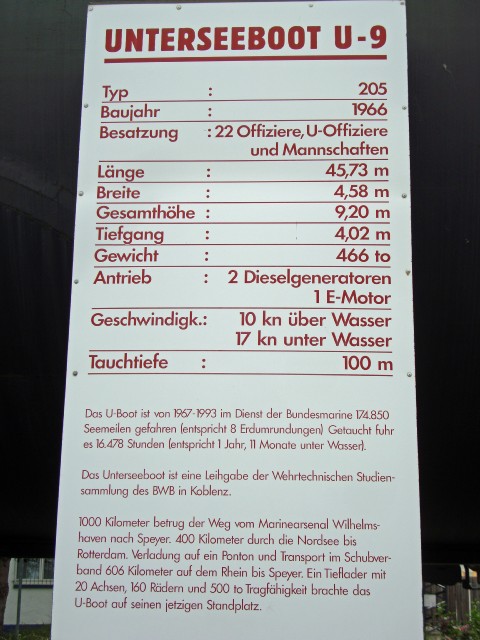 UNTERSEEBOOT U-9
Typ : 205
Baujahr : 1966
Besatzung : 22 Offiziere, U-Offiziere
und Mannschaften
Länge : 45,73 m
Breite : 4,58 m
Gesamthöhe : 9,20 m
Tiefgang : 4,02 m
Gewicht : 466 to
Antrieb : 2 Dieselgeneratoren
1 E-Motor
Geschwindigk.: 10 kn über Wasser
17 kn unter Wasser
Tauchtiefe : 100 m
Das U-Boot ist von 1967-1993 im Dienst der Bundesmarine 174.850
Seemeilen gefahren (entspricht 8 Erdumrundungen) Getaucht fuhr
es 16.478 Stunden (entspricht 1 Jahr, 11 Monate unter Wasser).
Das Unterseeboot ist eine Leihgabe der Wehrtechnischen Studien-
sammlung des BWB in Koblenz.
1000 Kilometer betrug der Weg vom Marinearsenal Wilhelms-
haven nach Speyer. 400 Kilometer durch die Nordsee bis
Rotterdam. Verladung auf ein Ponton und Transport im Schubver-
band 606 Kilometer auf dem Rhein bis Speyer. Ein Tieflader mit
20 Achsen, 160 Rädern und 500 to Tragfähigkeit brachte das
U-Boot auf seinen jetzigen Standplatz.